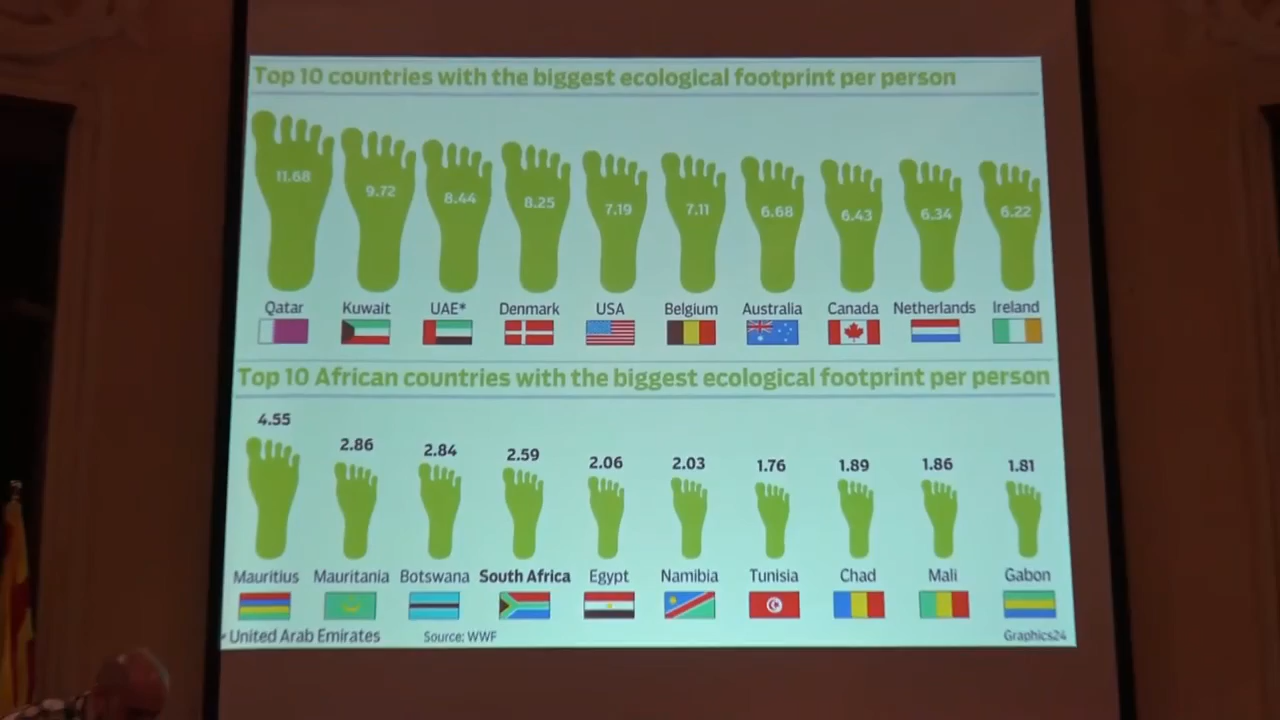 Top 10 countries with the biggest ecological footprint per person
11.68 9.72 8.44 8.25 7.19 7.11 6.68 6.43 6.34 6.22
Qatar Kuwait UAE* Denmark USA Belgium Australia Canada Netherlands Ireland
Top 10 African countries with the biggest ecological footprint per person
4.55 2.86 2.84 2.59 2.06 2.03 1.76 1.89 1.86 1.81
Mauritius Mauritania Botswana South Africa Egypt Namibia Tunisia Chad Mali Gabon
* United Arab Emirates Source: WWF Graphics24